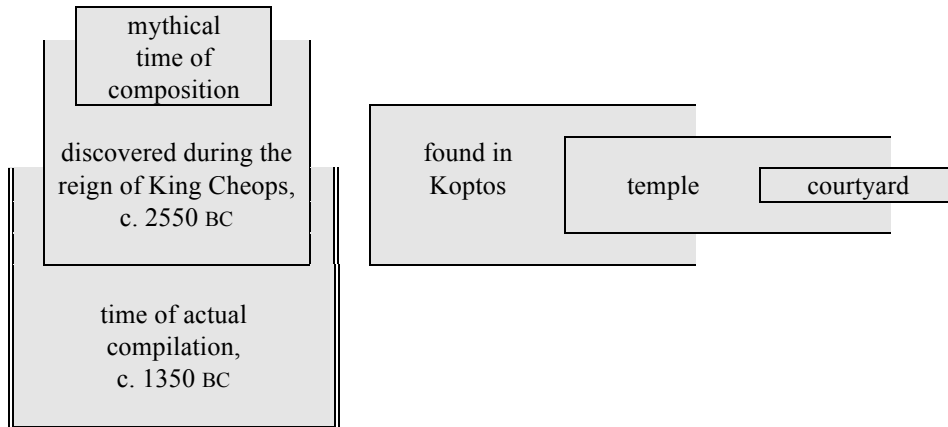 mythical
time of
composition
discovered during the
reign of King Cheops,
c. 2550 BC
time of actual
compilation,
c. 1350 BC
found in
Koptos
temple
courtyard